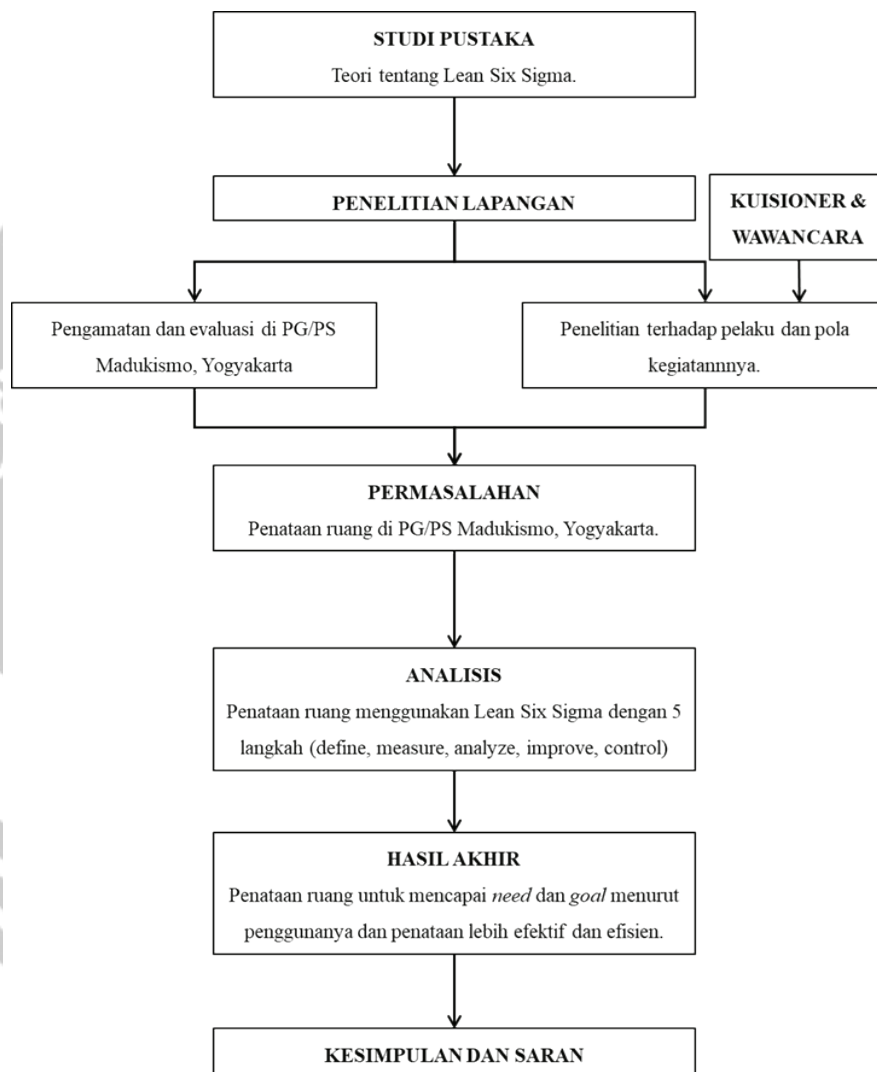 STUDI PUSTAKA
Teori tentang Lean Six Sigma.
PENELITIAN LAPANGAN
KUISIONER &
WAWANCARA
Pengamatan dan evaluasi di PG/PS
Madukismo, Yogyakarta
Penelitian terhadap pelaku dan pola
kegiatannnya.
PERMASALAHAN
Penataan ruang di PG/PS Madukismo, Yogyakarta.
ANALISIS
Penataan ruang menggunakan Lean Six Sigma dengan 5
langkah (define, measure, analyze, improve, control)
HASIL AKHIR
Penataan ruang untuk mencapai need dan goal menurut
penggunanya dan penataan lebih efektif dan efisien.
KESIMPULAN DAN SARAN